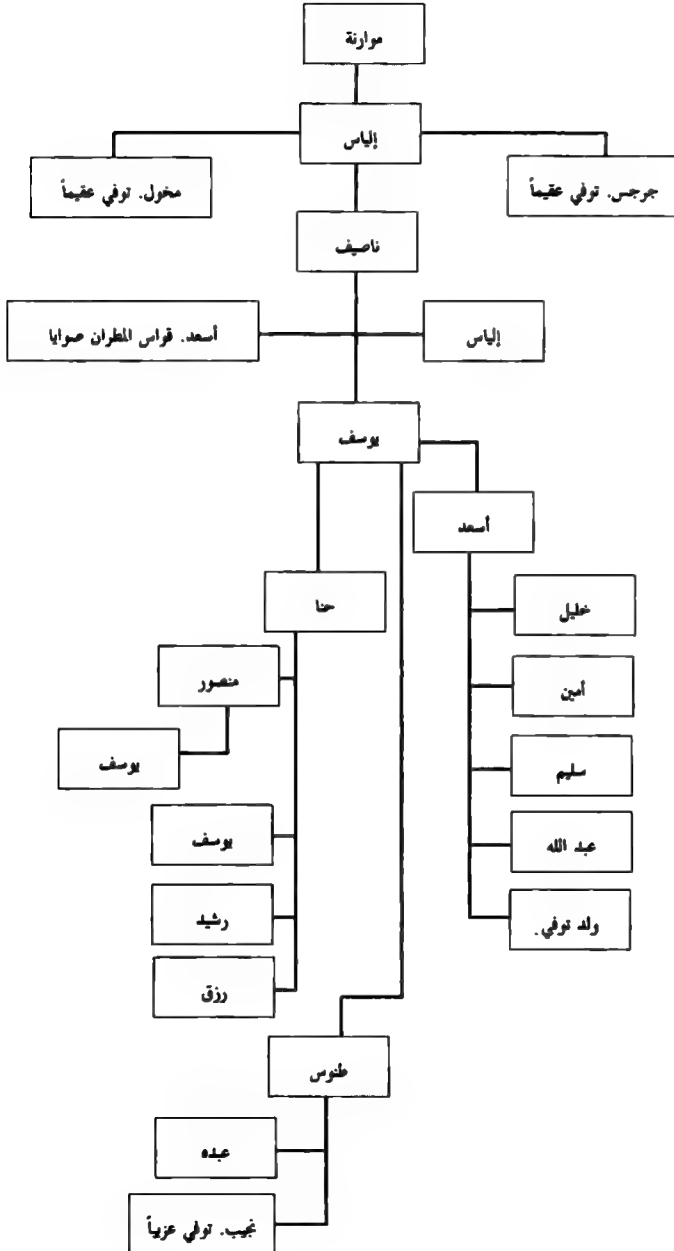 موارنة
إلياس
جرجس. توفي عقيماً
مخول. توفي عقيماً
ناصيف
إلياس
أسعد. قواس المطران صوايا
يوسف
أسعد
خليل
أمين
سليم
عبد الله
ولد توفي.
حنا
منصور
يوسف
يوسف
رشيد
رزق
طنوس
عبده
نجيب. توفي عزيباً